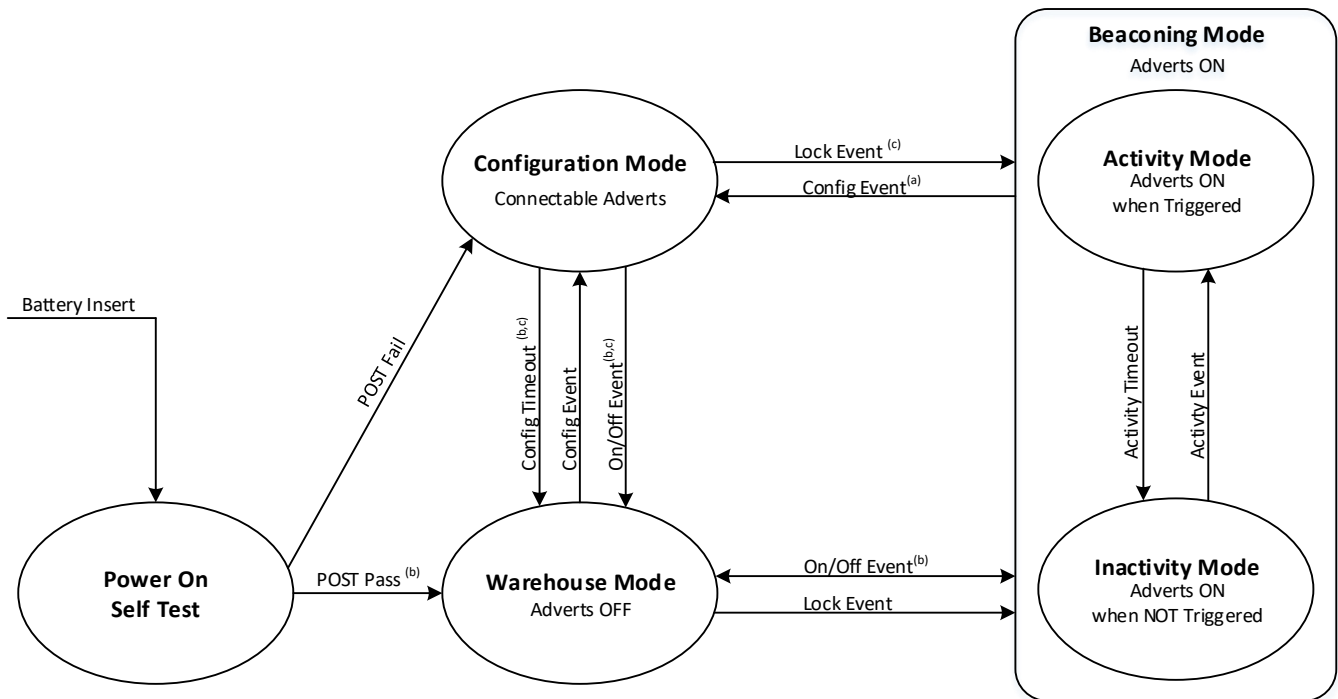 Beaconing Mode
Adverts ON
Configuration Mode
Connectable Adverts
Lock Event (c)
Config Event(a)
Activity Mode
Adverts ON
when Triggered
Battery Insert
POST Fail
Config Timeout (b,c)
Config Event
On/Off Event(b,c)
Activity Timeout
Activty Event
Power On
Self Test
POST Pass (b)
Warehouse Mode
Adverts OFF
On/Off Event(b)
Lock Event
Inactivity Mode
Adverts ON
when NOT Triggered